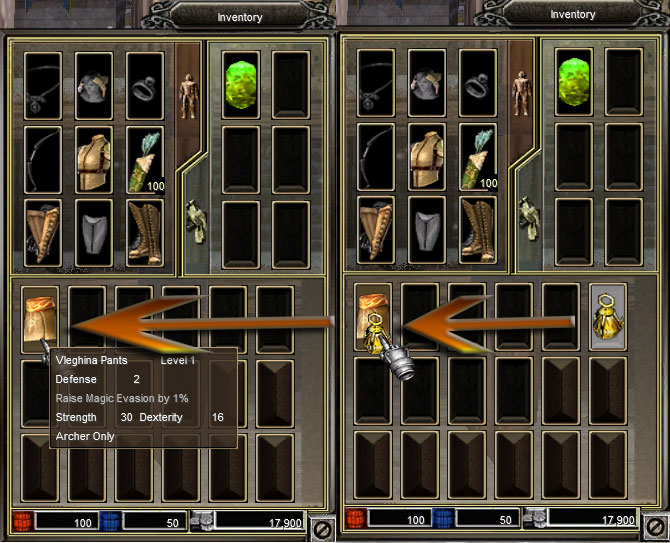 Inventory
100
Vleghina Pants Level 1
Defense 2
Raise Magic Evasion by 1%
Strength 30 Dexterity 16
Archer Only
100 50 17,900
Inventory
100
100 50 17,900